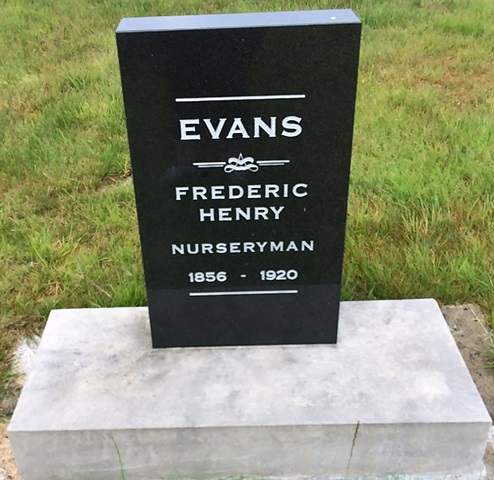 EVANS
FREDERIC
HENRY
NURSERYMAN
1856 - 1920